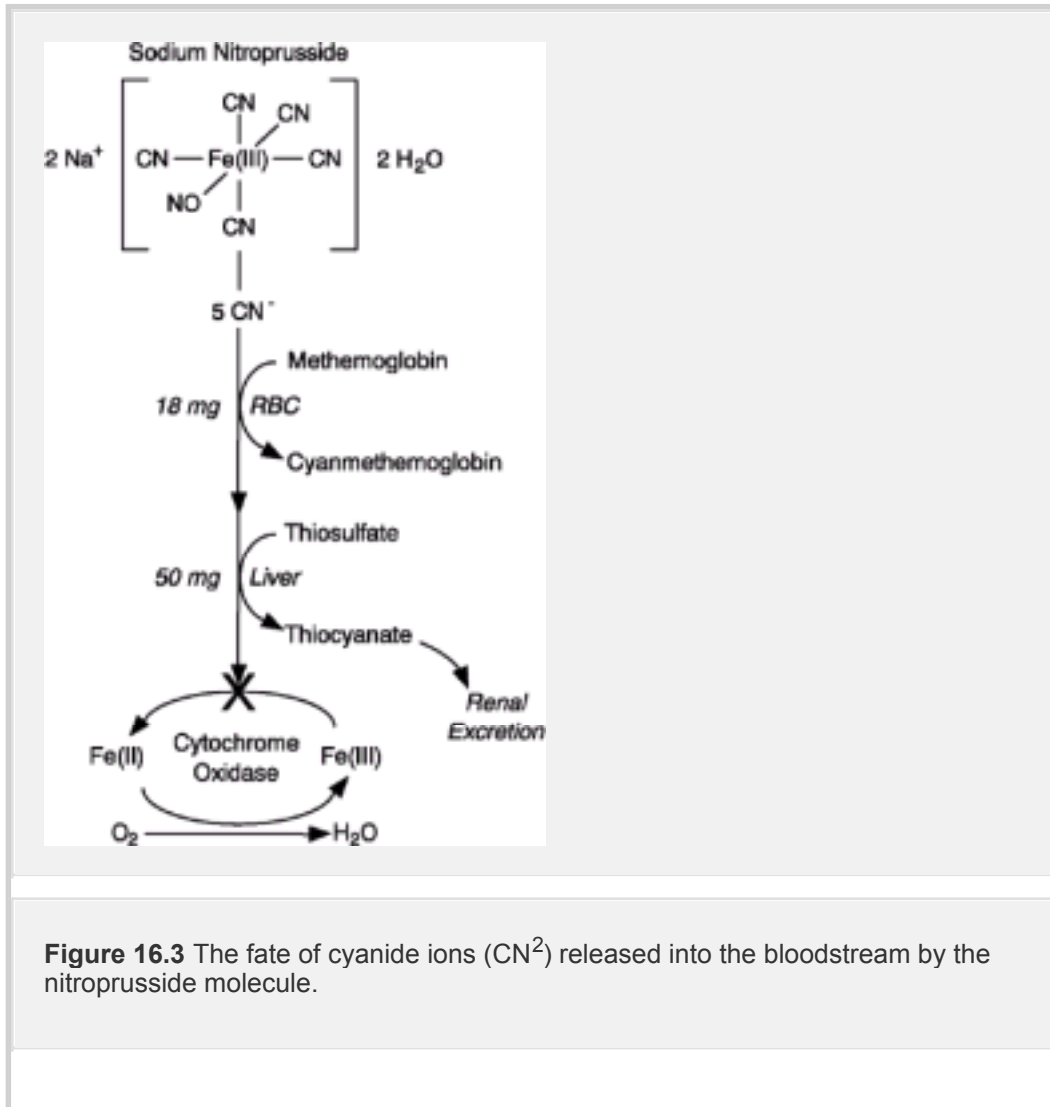 Sodium Nitroprusside
CN
CN
2 Na⁺ CN — Fe(III) — CN 2 H₂O
NO
CN
5 CN⁻
Methemoglobin
18 mg RBC
Cyanmethemoglobin
Thiosulfate
50 mg Liver
Thiocyanate
Renal
Excretion
X
Fe(II) Cytochrome Fe(III)
Oxidase
O₂ H₂O
Figure 16.3 The fate of cyanide ions (CN²) released into the bloodstream by the
nitroprusside molecule.